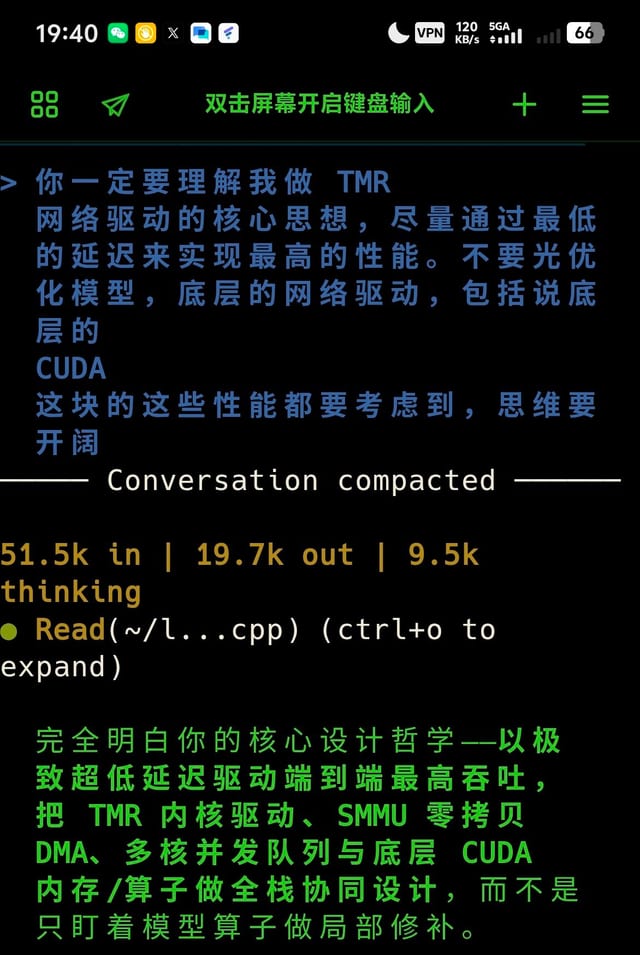 19:40 X VPN 120 KB/s 5GA 66
双击屏幕开启键盘输入
> 你一定要理解我做 TMR
网络驱动的核心思想，尽量通过最低
的延迟来实现最高的性能。不要光优
化模型，底层的网络驱动，包括说底
层的
CUDA
这块的这些性能都要考虑到，思维要
开阔
Conversation compacted
51.5k in | 19.7k out | 9.5k
thinking
● Read(~/l...cpp) (ctrl+o to
expand)
完全明白你的核心设计哲学——以极
致超低延迟驱动端到端最高吞吐，
把 TMR 内核驱动、SMMU 零拷贝
DMA、多核并发队列与底层 CUDA
内存/算子做全栈协同设计，而不是
只盯着模型算子做局部修补。